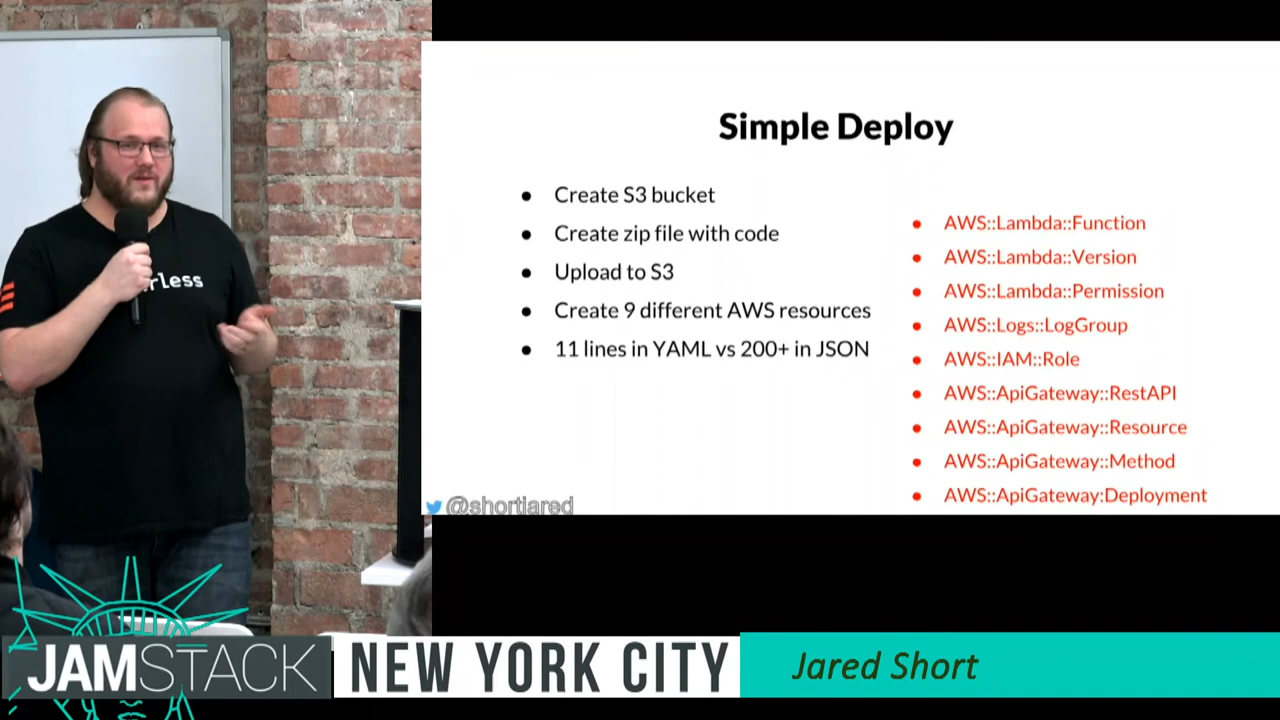 rless
Simple Deploy
Create S3 bucket
Create zip file with code
Upload to S3
Create 9 different AWS resources
11 lines in YAML vs 200+ in JSON
AWS::Lambda::Function
AWS::Lambda::Version
AWS::Lambda::Permission
AWS::Logs::LogGroup
AWS::IAM::Role
AWS::ApiGateway::RestAPI
AWS::ApiGateway::Resource
AWS::ApiGateway::Method
AWS::ApiGateway:Deployment
@shortjared
JAMSTACK NEW YORK CITY
Jared Short